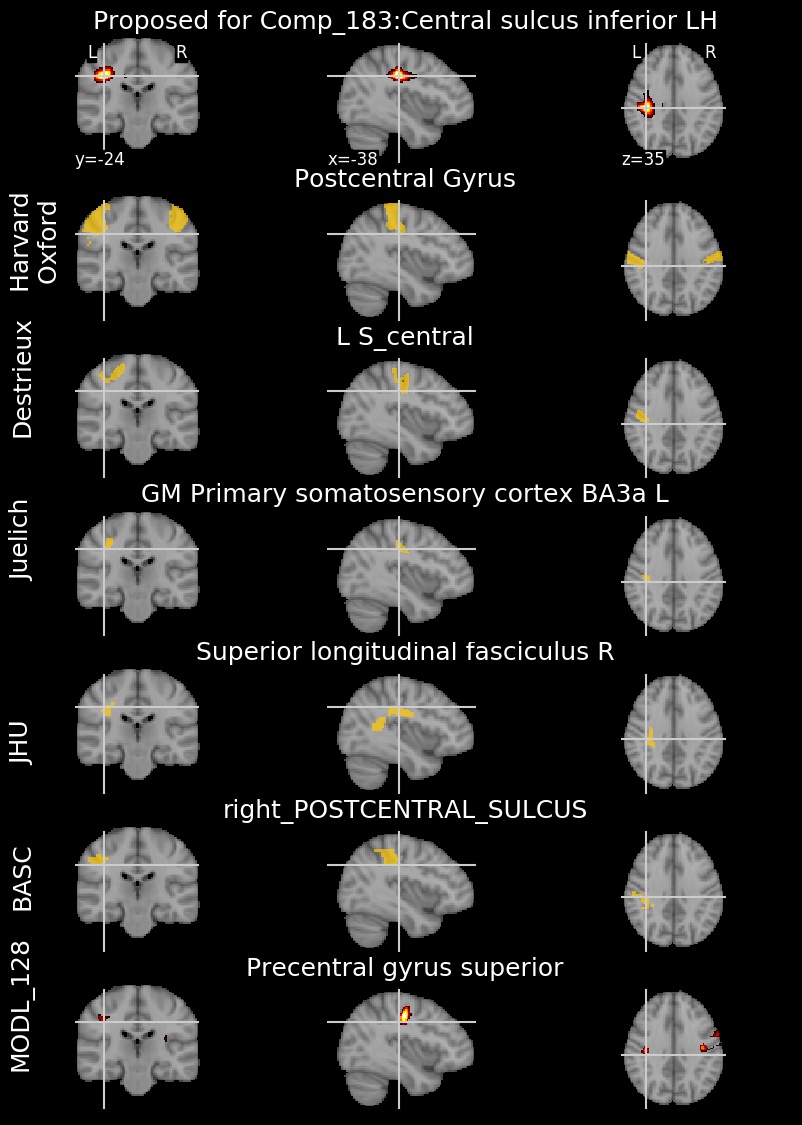 Proposed for Comp_183:Central sulcus inferior LH
L R
L R
y=-24
x=-38
z=35
Postcentral Gyrus
Harvard
Oxford
L S_central
Destrieux
GM Primary somatosensory cortex BA3a L
Juelich
Superior longitudinal fasciculus R
JHU
right_POSTCENTRAL_SULCUS
BASC
Precentral gyrus superior
MODL_128